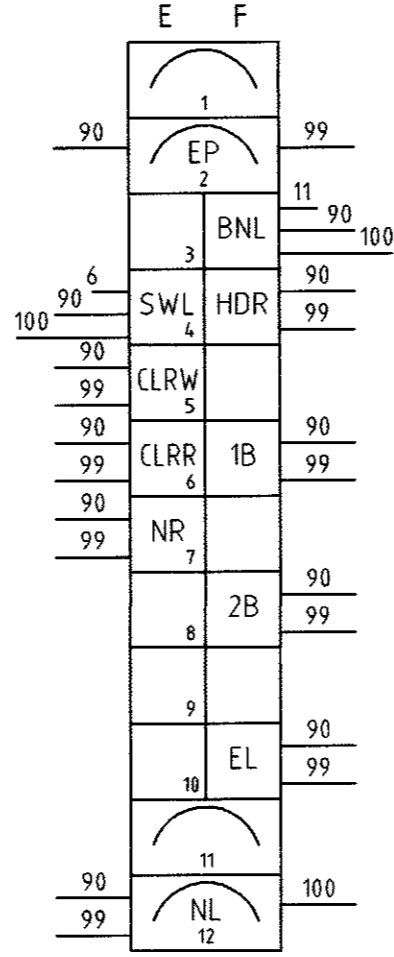 E F
1
90 EP 99
2
11
BNL 90
3 100
6
90 SWL HDR 90
100 4 99
90 CLRW
99 5
90 CLRR 1B 90
99 6 99
90 NR
99 7
2B 90
8 99
9
EL 90
10 99
11
90 NL 100
99 12